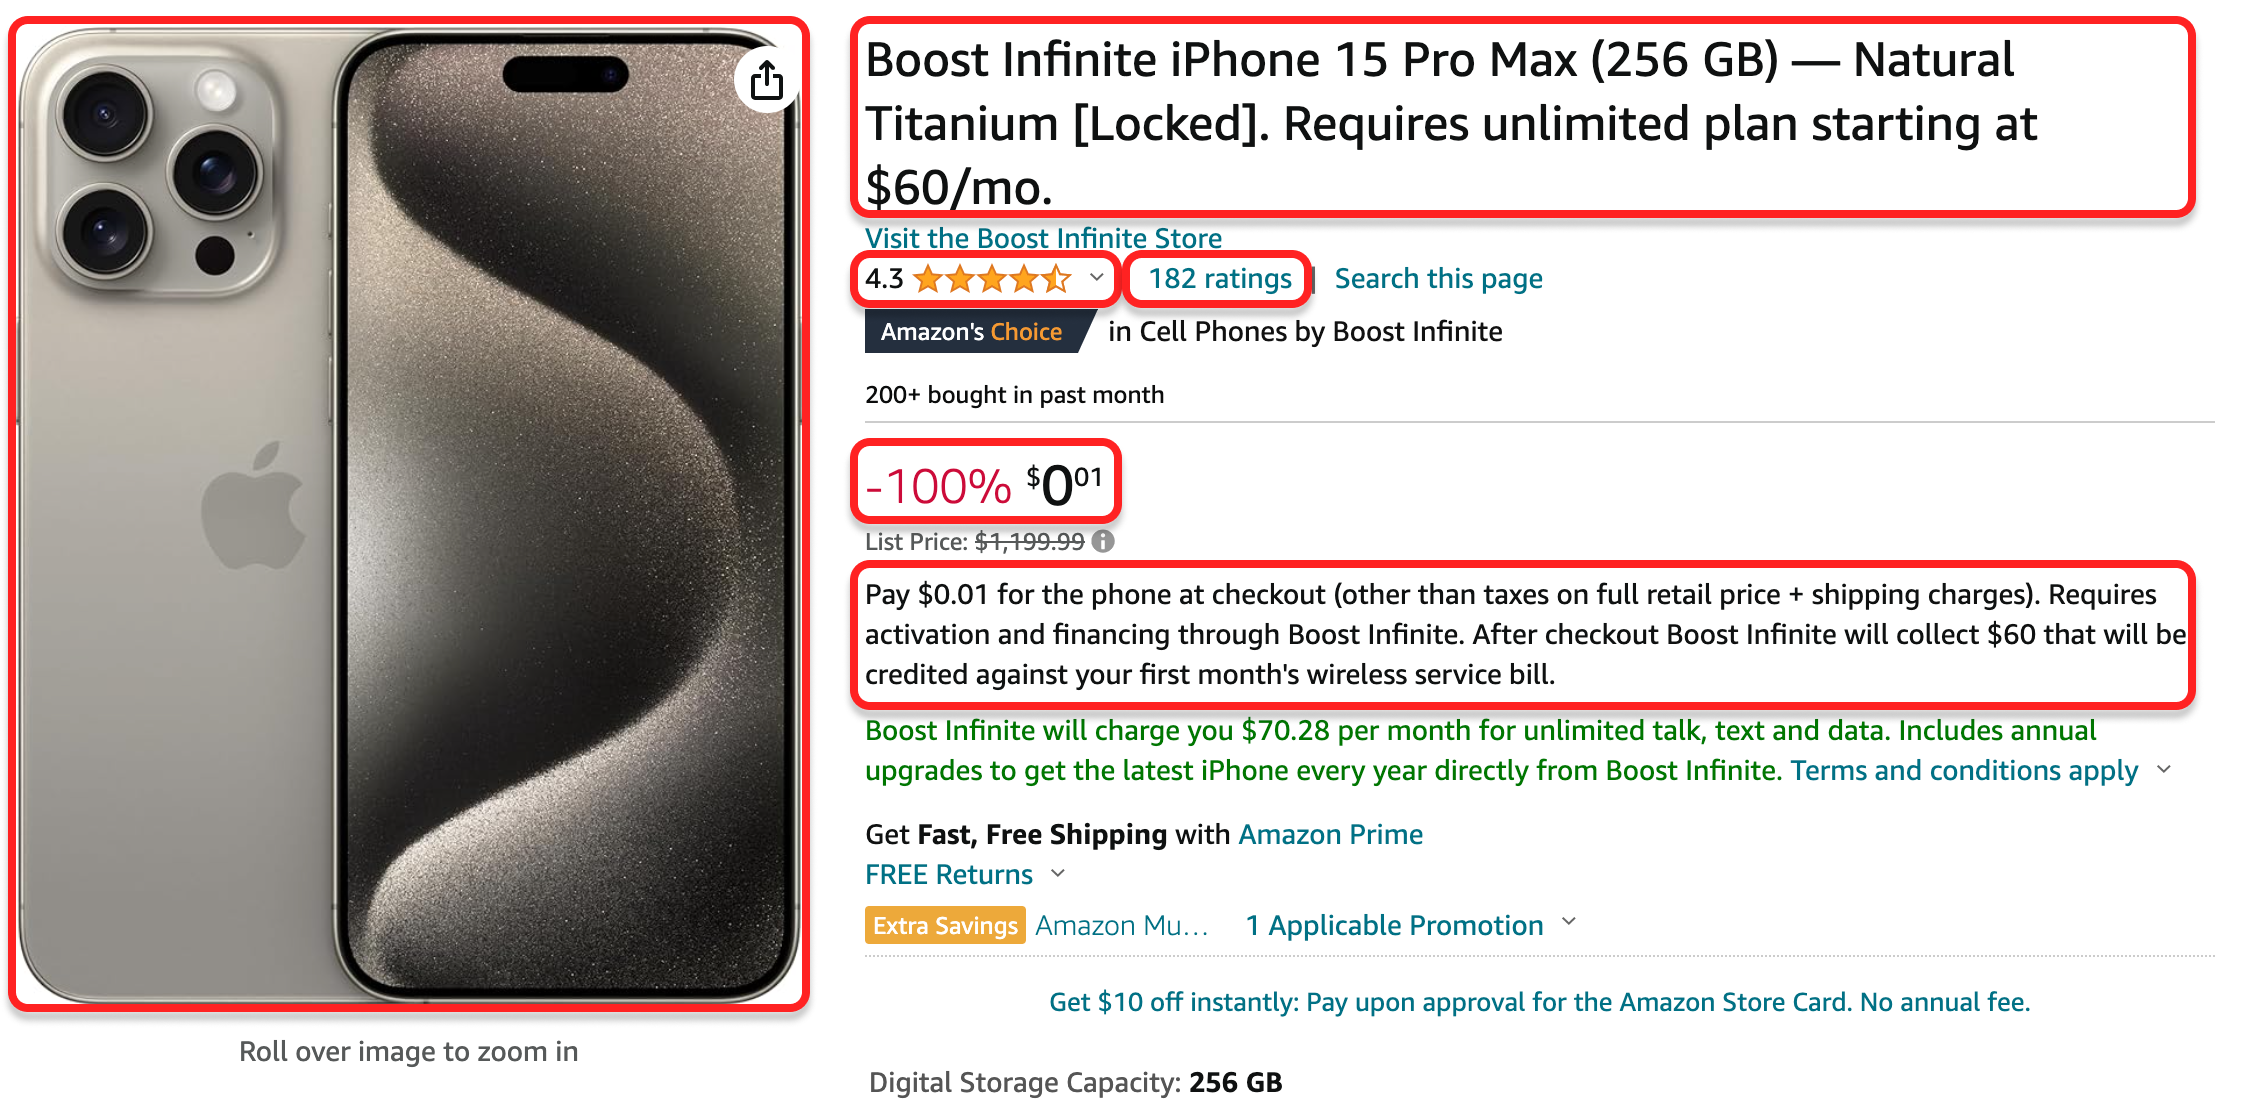 Boost Infinite iPhone 15 Pro Max (256 GB) — Natural
Titanium [Locked]. Requires unlimited plan starting at
$60/mo.
Visit the Boost Infinite Store
4.3
182 ratings | Search this page
Amazon's Choice in Cell Phones by Boost Infinite
200+ bought in past month
-100% $001
List Price: $1,199.99
Pay $0.01 for the phone at checkout (other than taxes on full retail price + shipping charges). Requires
activation and financing through Boost Infinite. After checkout Boost Infinite will collect $60 that will be
credited against your first month's wireless service bill.
Boost Infinite will charge you $70.28 per month for unlimited talk, text and data. Includes annual
upgrades to get the latest iPhone every year directly from Boost Infinite. Terms and conditions apply
Get Fast, Free Shipping with Amazon Prime
FREE Returns
Extra Savings Amazon Mu... 1 Applicable Promotion
Get $10 off instantly: Pay upon approval for the Amazon Store Card. No annual fee.
Roll over image to zoom in
Digital Storage Capacity: 256 GB